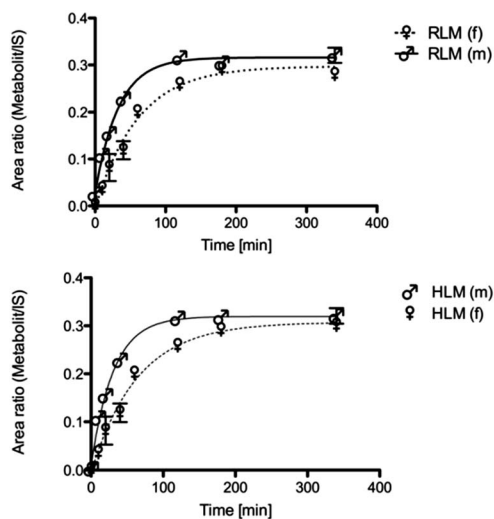 Area ratio (Metabolit/IS)
0.4
0.3
0.2
0.1
0.0
0
100
200
300
400
Time [min]
RLM (f)
RLM (m)
Area ratio (Metabolit/IS)
0.4
0.3
0.2
0.1
0.0
0
100
200
300
400
Time [min]
HLM (m)
HLM (f)